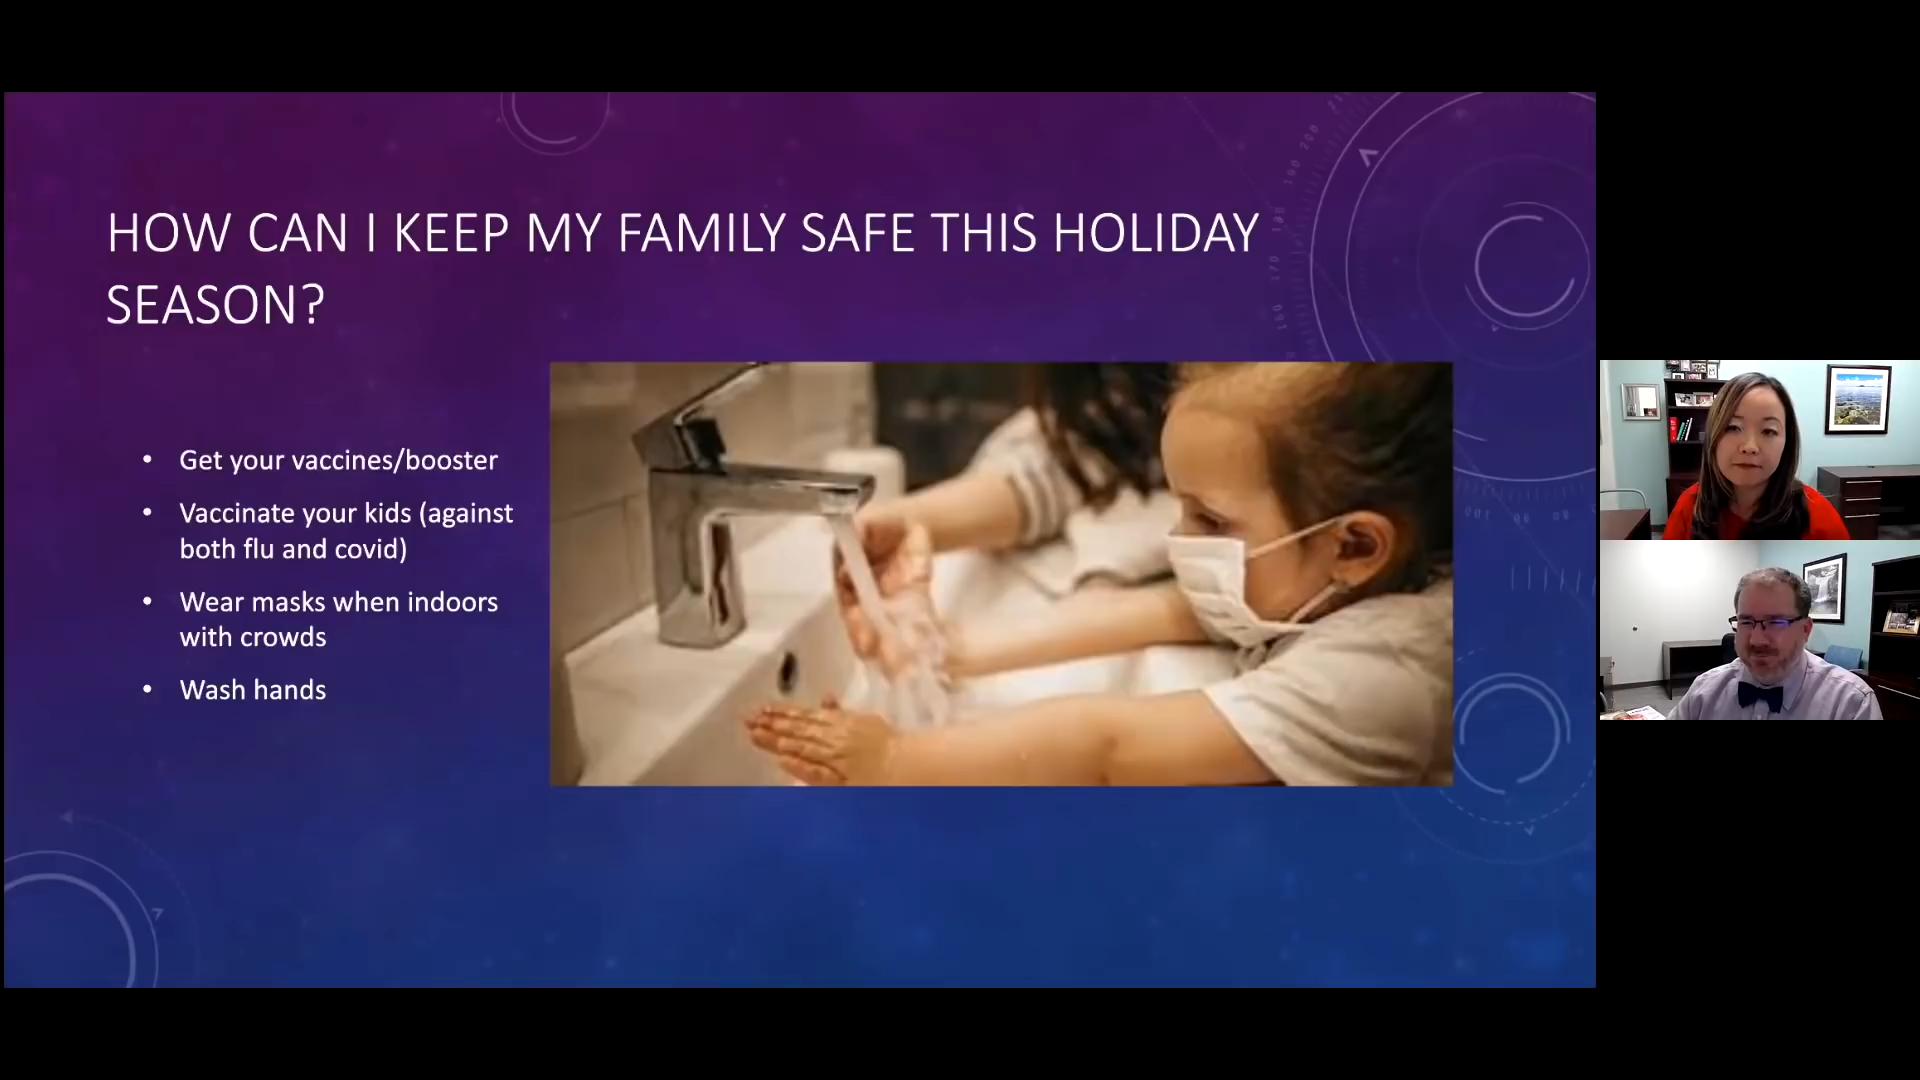 HOW CAN I KEEP MY FAMILY SAFE THIS HOLIDAY
SEASON?
• Get your vaccines/booster
• Vaccinate your kids (against
both flu and covid)
• Wear masks when indoors
with crowds
• Wash hands